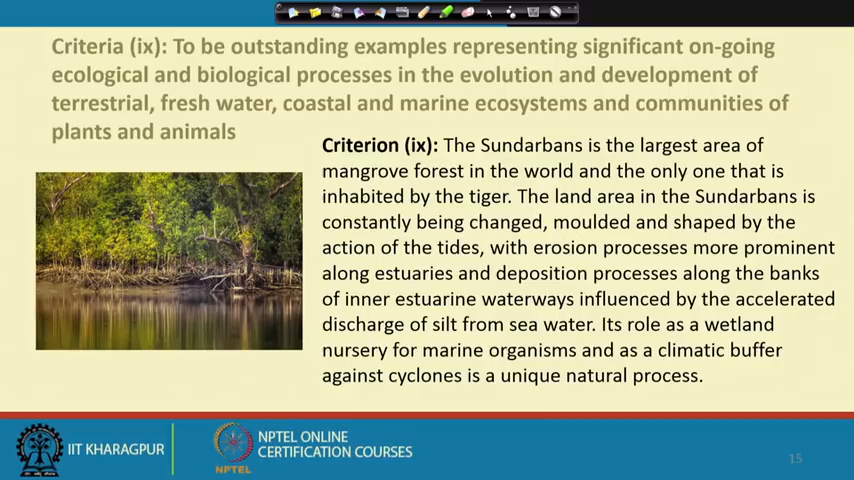 Criteria (ix): To be outstanding examples representing significant on-going
ecological and biological processes in the evolution and development of
terrestrial, fresh water, coastal and marine ecosystems and communities of
plants and animals
Criterion (ix): The Sundarbans is the largest area of
mangrove forest in the world and the only one that is
inhabited by the tiger. The land area in the Sundarbans is
constantly being changed, moulded and shaped by the
action of the tides, with erosion processes more prominent
along estuaries and deposition processes along the banks
of inner estuarine waterways influenced by the accelerated
discharge of silt from sea water. Its role as a wetland
nursery for marine organisms and as a climatic buffer
against cyclones is a unique natural process.
IIT KHARAGPUR
NPTEL
NPTEL ONLINE
CERTIFICATION COURSES
15